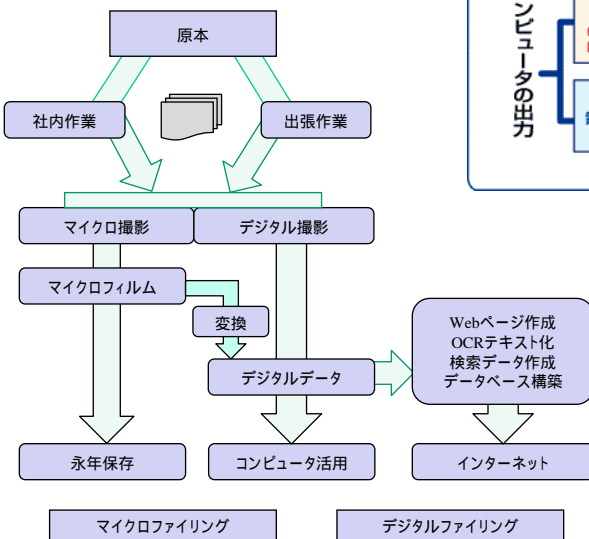 原本
ンピュータの出力
社内作業
出張作業
マイクロ撮影
デジタル撮影
マイクロフィルム
変換
デジタルデータ
Webページ作成
OCRテキスト化
検索データ作成
データベース構築
永年保存
コンピュータ活用
インターネット
マイクロファイリング
デジタルファイリング